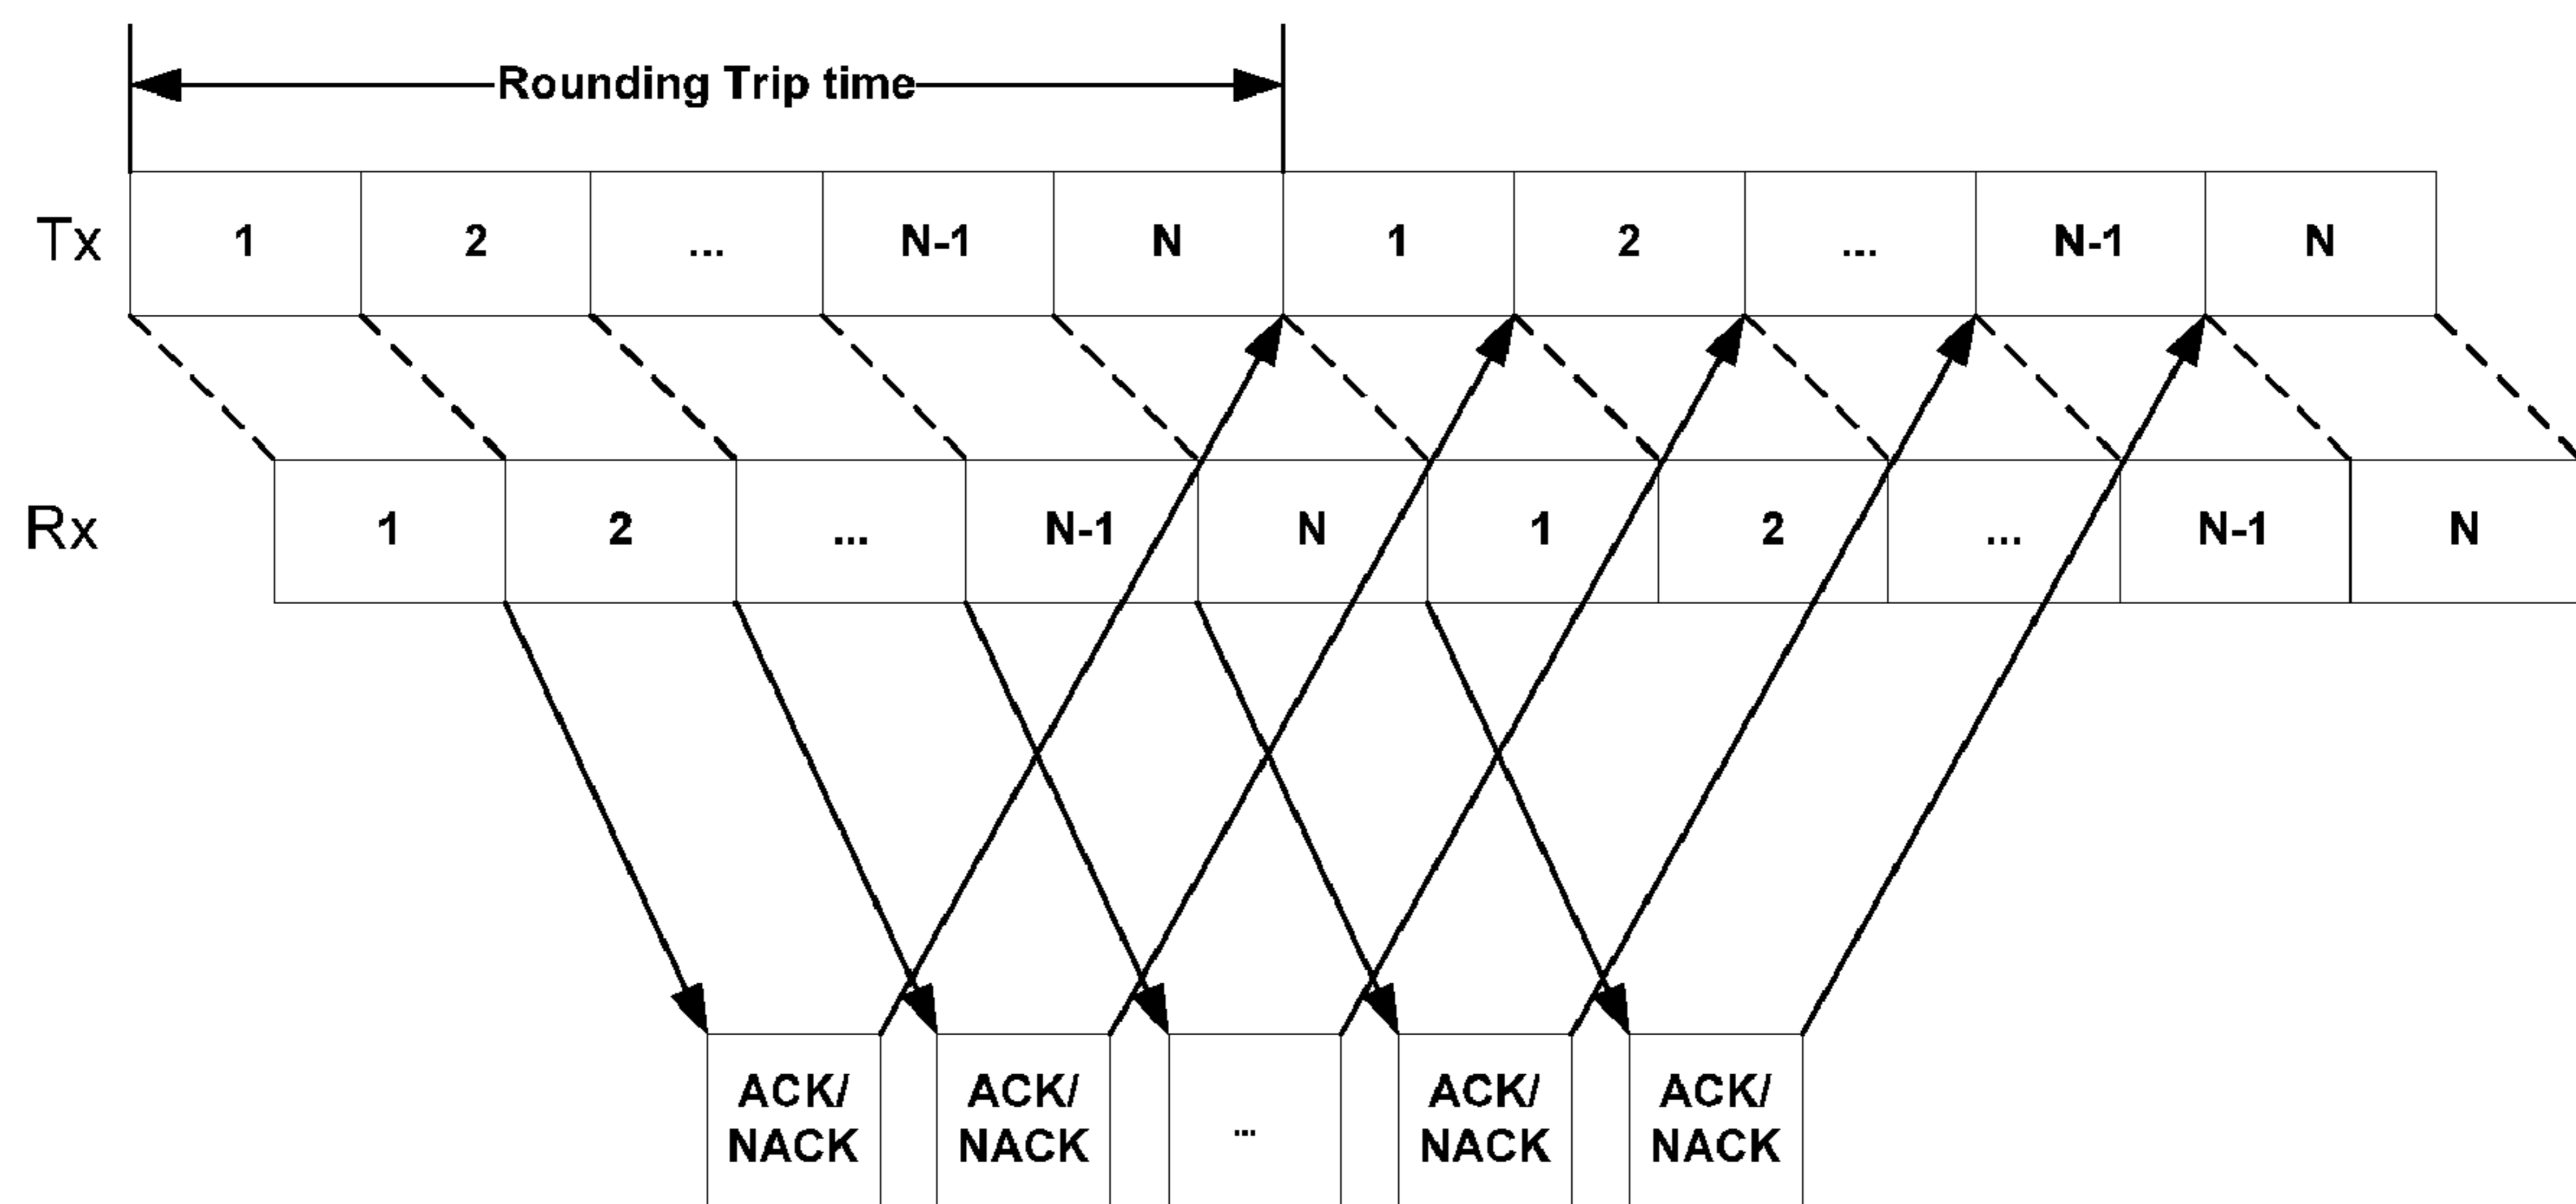 Rounding Trip time
Tx 1 2 ... N-1 N 1 2 ... N-1 N
Rx 1 2 ... N-1 N 1 2 ... N-1 N
ACK/ ACK/ ... ACK/ ACK/
NACK NACK NACK NACK